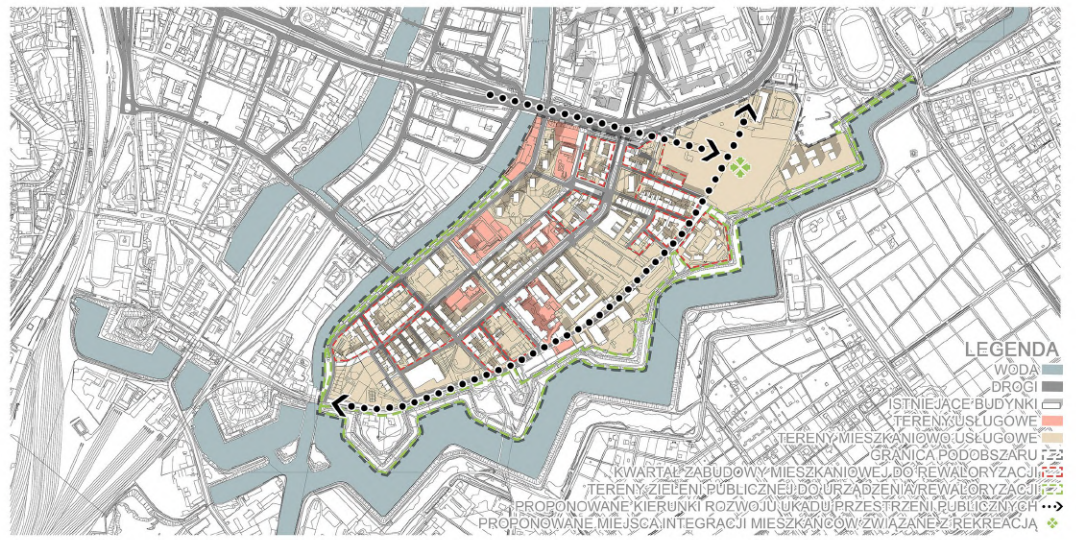 LEGENDA
WODA
DROGI
ISTNIEJĄCE BUDYNKI
TERENY USŁUGOWE
TERENY MIESZKANIOWO USŁUGOWE
GRANICA PODOBSZARU
KWARTAŁ ZABUDOWY MIESZKANIOWEJ DO REWALORYZACJI
TERENY ZIELENI PUBLICZNEJ DO URZĄDZENIA/REWALORYZACJI
PROPONOWANE KIERUNKI ROZWOJU UKADU PRZESTRZENI PUBLICZNYCH
PROPONOWANE MIEJSCA INTEGRACJI MIESZKAŃCÓW ZWIĄZANE Z REKREACJĄ